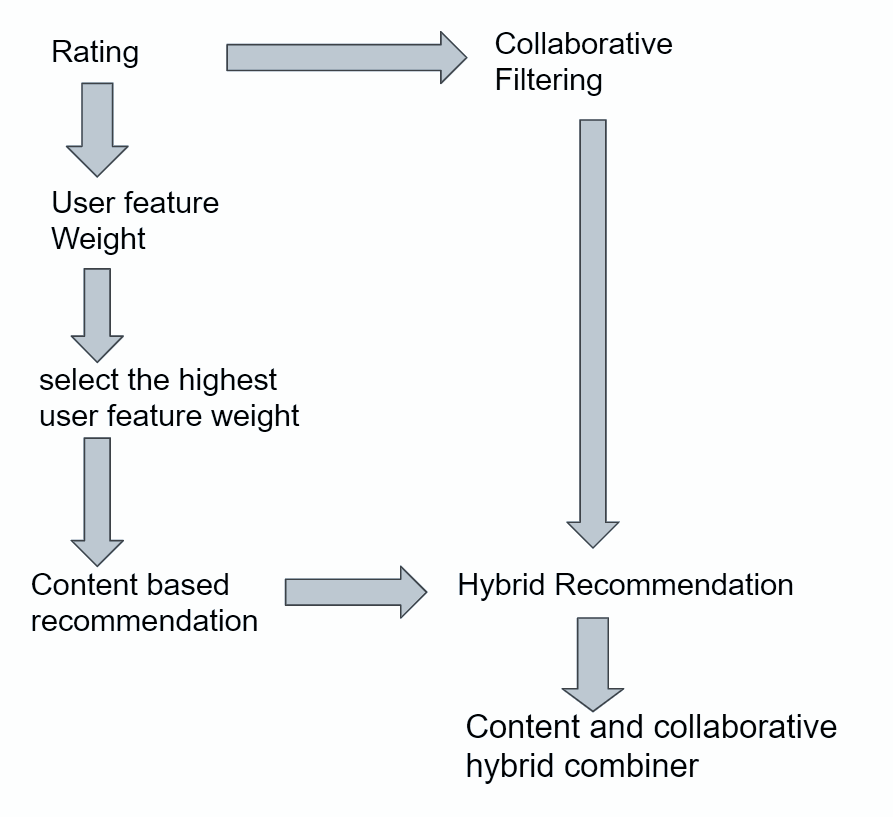 Rating
Collaborative
Filtering
User feature
Weight
select the highest
user feature weight
Content based
recommendation
Hybrid Recommendation
Content and collaborative
hybrid combiner